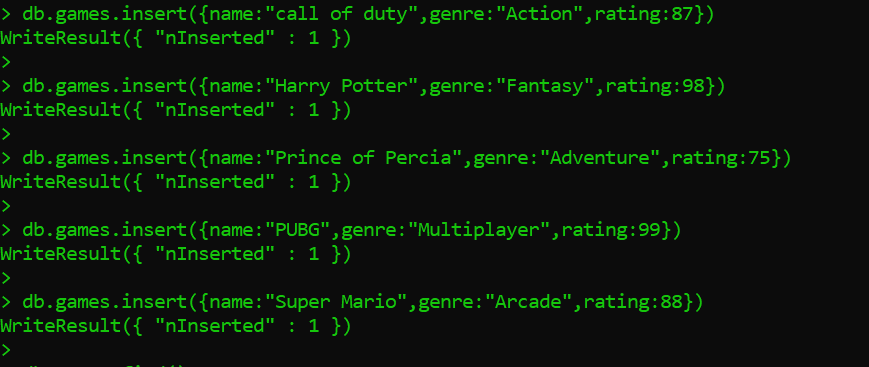 > db.games.insert({name:"call of duty",genre:"Action",rating:87})
WriteResult({ "nInserted" : 1 })
>
> db.games.insert({name:"Harry Potter",genre:"Fantasy",rating:98})
WriteResult({ "nInserted" : 1 })
>
> db.games.insert({name:"Prince of Percia",genre:"Adventure",rating:75})
WriteResult({ "nInserted" : 1 })
>
> db.games.insert({name:"PUBG",genre:"Multiplayer",rating:99})
WriteResult({ "nInserted" : 1 })
>
> db.games.insert({name:"Super Mario",genre:"Arcade",rating:88})
WriteResult({ "nInserted" : 1 })
>